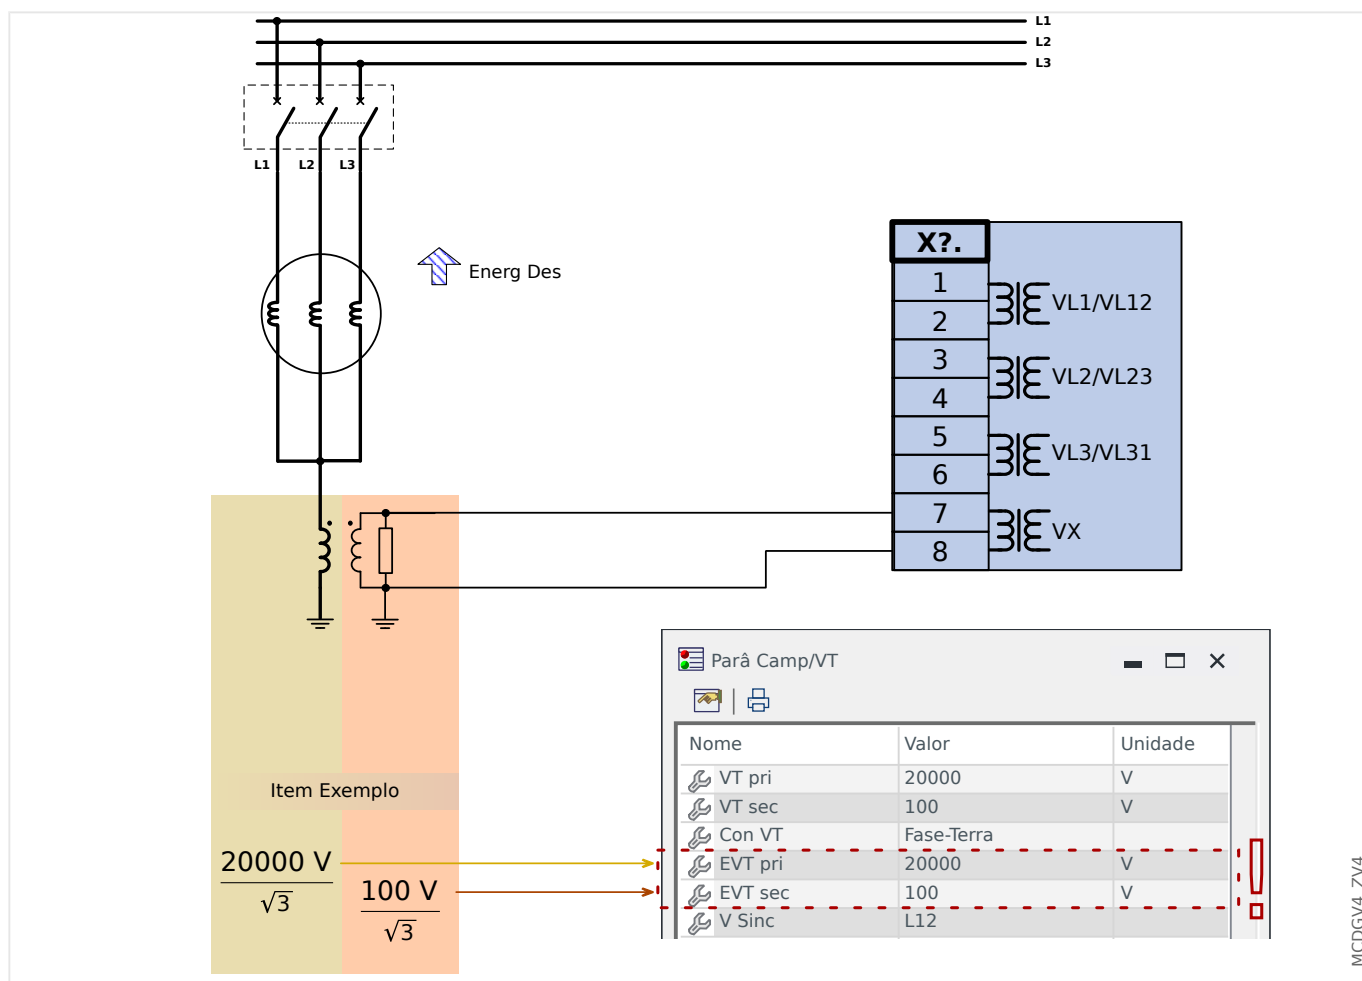 L1
L2
L3
L1 L2 L3
Energ Des
X?.
1
2
VL1/VL12
3
4
VL2/VL23
5
6
VL3/VL31
7
8
VX
Parâ Camp/VT
Nome Valor Unidade
VT pri 20000 V
VT sec 100 V
Con VT Fase-Terra
EVT pri 20000 V
EVT sec 100 V
V Sinc L12
Item Exemplo
20000 V
√3
100 V
√3
MCDGV4_ZV4